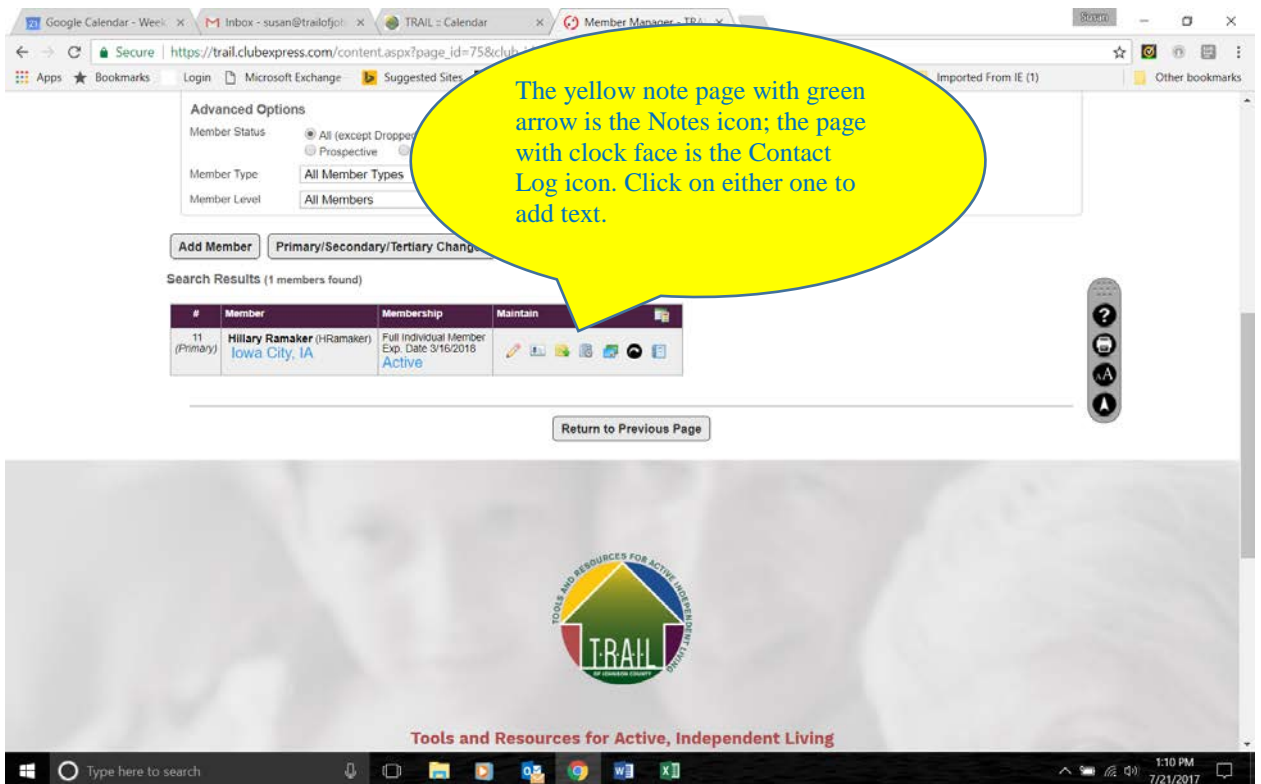 Google Calendar - Week
Inbox - susan@trailofjoh
TRAIL :: Calendar
Member Manager - TRA
Secure | https://trail.clubexpress.com/content.aspx?page_id=75&club_id
Apps Bookmarks Login Microsoft Exchange Suggested Sites Imported From IE (1) Other bookmarks
The yellow note page with green
arrow is the Notes icon; the page
with clock face is the Contact
Log icon. Click on either one to
add text.
Advanced Options
Member Status All (except Dropped
Prospective
Member Type All Member Types
Member Level All Members
Add Member Primary/Secondary/Tertiary Change
Search Results (1 members found)
# Member Membership Maintain
11 Hillary Ramaker (HRamaker) Full Individual Member
(Primary) Iowa City, IA Exp. Date 3/16/2018
Active
Return to Previous Page
TOOLS AND RESOURCES FOR ACTIVE INDEPENDENT LIVING
T·R·A·I·L
OF JOHNSON COUNTY
Tools and Resources for Active, Independent Living
Type here to search
1:10 PM
7/21/2017